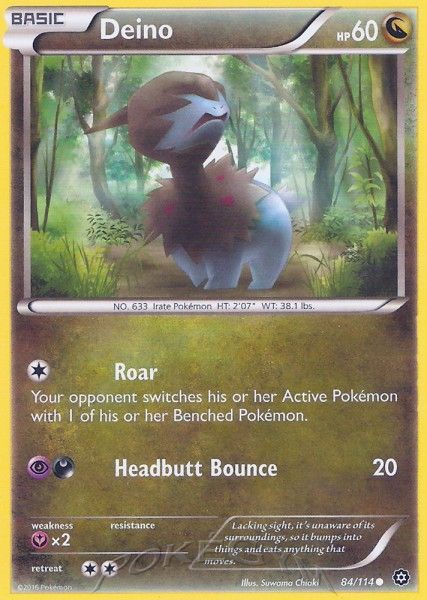 BASIC
Deino
HP60
NO. 633 Irate Pokémon HT: 2'07" WT: 38.1 lbs.
Roar
Your opponent switches his or her Active Pokémon
with 1 of his or her Benched Pokémon.
Headbutt Bounce 20
weakness resistance
×2
retreat
Lacking sight, it's unaware of its
surroundings, so it bumps into
things and eats anything that
moves.
©2016 Pokémon
Illus. Suwama Chiaki 84/114